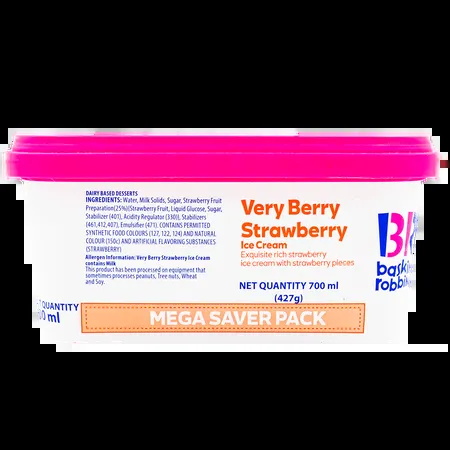 DAIRY BASED DESSERTS
INGREDIENTS: Water, Milk Solids, Sugar, Strawberry Fruit
Preparation(25%)(Strawberry Fruit, Liquid Glucose, Sugar,
Stabilizer (401), Acidity Regulator (330)), Stabilizers
(461,412,407), Emulsifier (471). CONTAINS PERMITTED
SYNTHETIC FOOD COLOURS (127, 122, 124) AND NATURAL
COLOUR (150c) AND ARTIFICIAL FLAVORING SUBSTANCES
(STRAWBERRY)
Allergen Information: Very Berry Strawberry Ice Cream
contains Milk
This product has been processed on equipment that
sometimes processes Peanuts, Tree nuts, Wheat
and Soy.
Very Berry
Strawberry
Ice Cream
Exquisite rich strawberry
ice cream with strawberry pieces
NET QUANTITY 700 ml
(427g)
MEGA SAVER PACK
QUANTITY
ml
BR
baskin
robbi